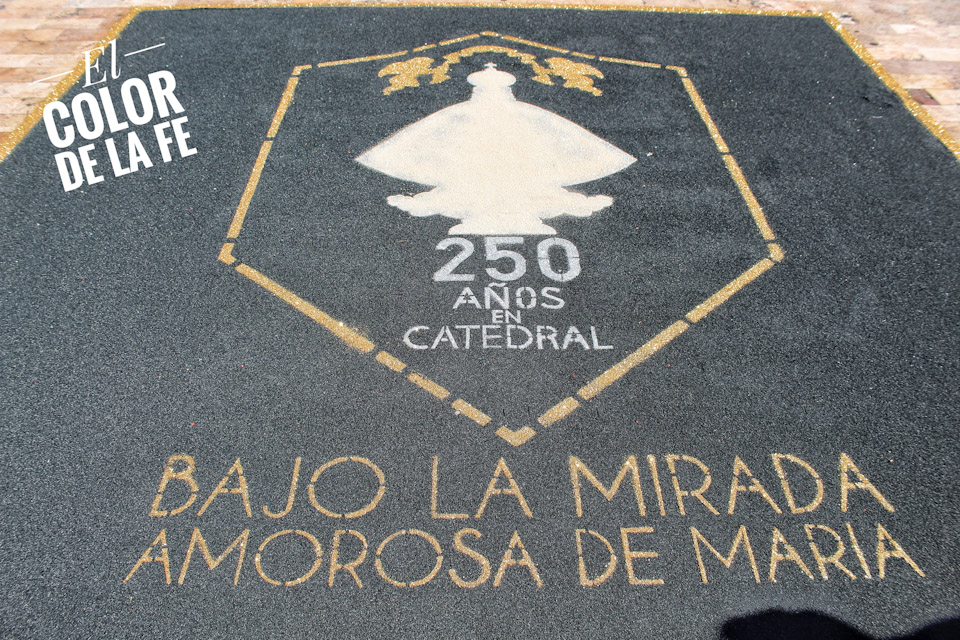 El
COLOR
DE LA FE
250
AÑOS
EN
CATEDRAL
BAJO LA MIRADA
AMOROSA DE MARIA